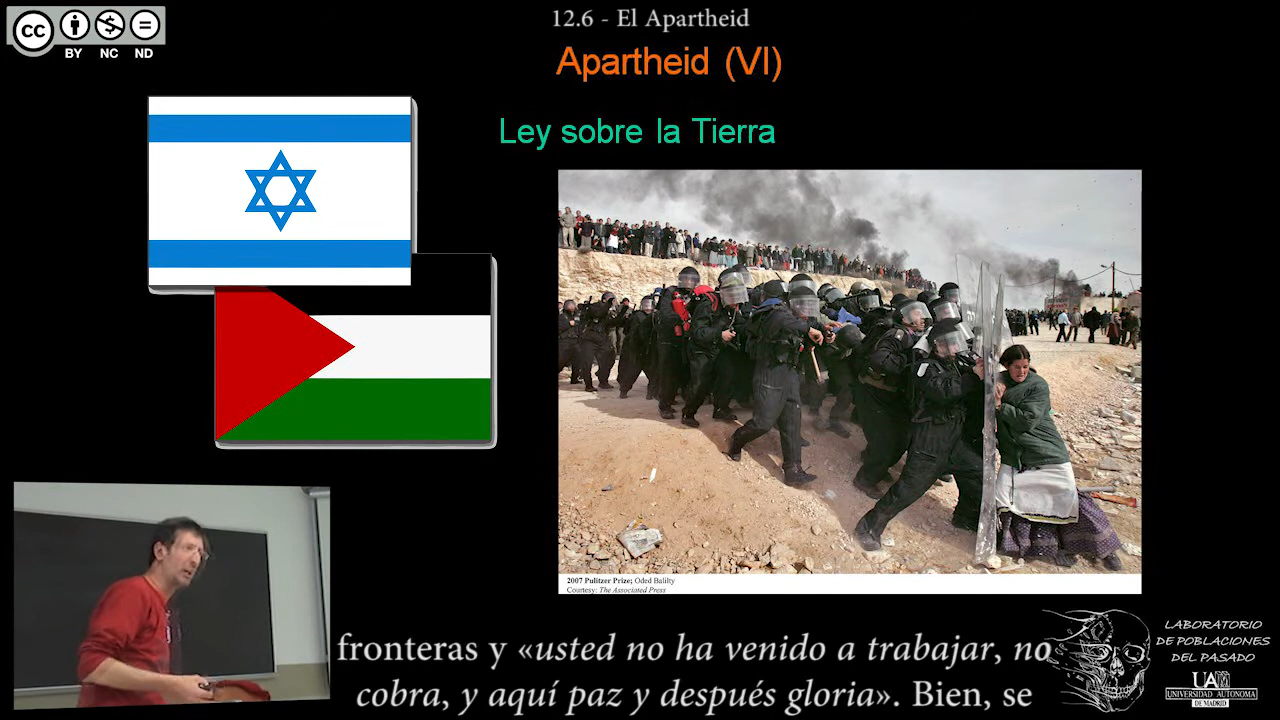 cc
BY NC ND
12.6 - El Apartheid
Apartheid (VI)
Ley sobre la Tierra
2007 Pulitzer Prize; Oded Balilty
Courtesy: The Associated Press
fronteras y «usted no ha venido a trabajar, no
cobra, y aquí paz y después gloria». Bien, se
LABORATORIO
DE POBLACIONES
DEL PASADO
UAM
UNIVERSIDAD AUTONOMA
DE MADRID